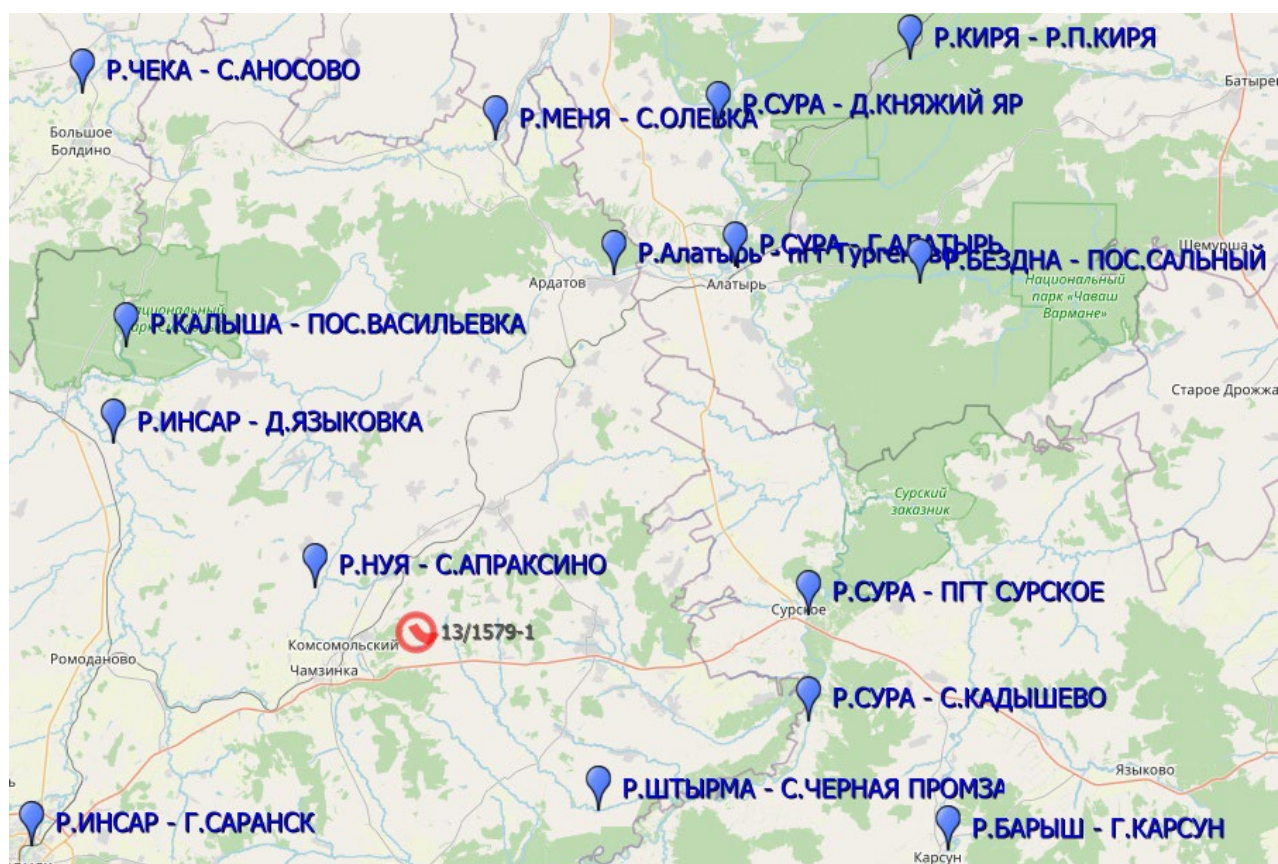 Р.КИРЯ - Р.П.КИРЯ
Р.ЧЕКА - С.АНОСОВО
Батырев
Р.СУРА - Д.КНЯЖИЙ ЯР
Р.МЕНЯ - С.ОЛЕВКА
Большое
Болдино
Р.СУРА - Г.АЛАТЫРЬ
Шемурша
Р.Алатырь - пгт Тургенево
Р.БЕЗДНА - ПОС.САЛЬНЫЙ
Ардатов
Алатырь
Национальный
парк «Чаваш
Вармане»
Национальный
Р.КАЛЫША - ПОС.ВАСИЛЬЕВКА
Старое Дрожжа
Р.ИНСАР - Д.ЯЗЫКОВКА
Сурский
заказник
Р.НУЯ - С.АПРАКСИНО
Р.СУРА - ПГТ СУРСКОЕ
Сурское
13/1579-1
Комсомольский
Ромоданово
Чамзинка
Р.СУРА - С.КАДЫШЕВО
Языково
Р.ШТЫРМА - С.ЧЕРНАЯ ПРОМЗА
Р.ИНСАР - Г.САРАНСК
Р.БАРЫШ - Г.КАРСУН
Карсун